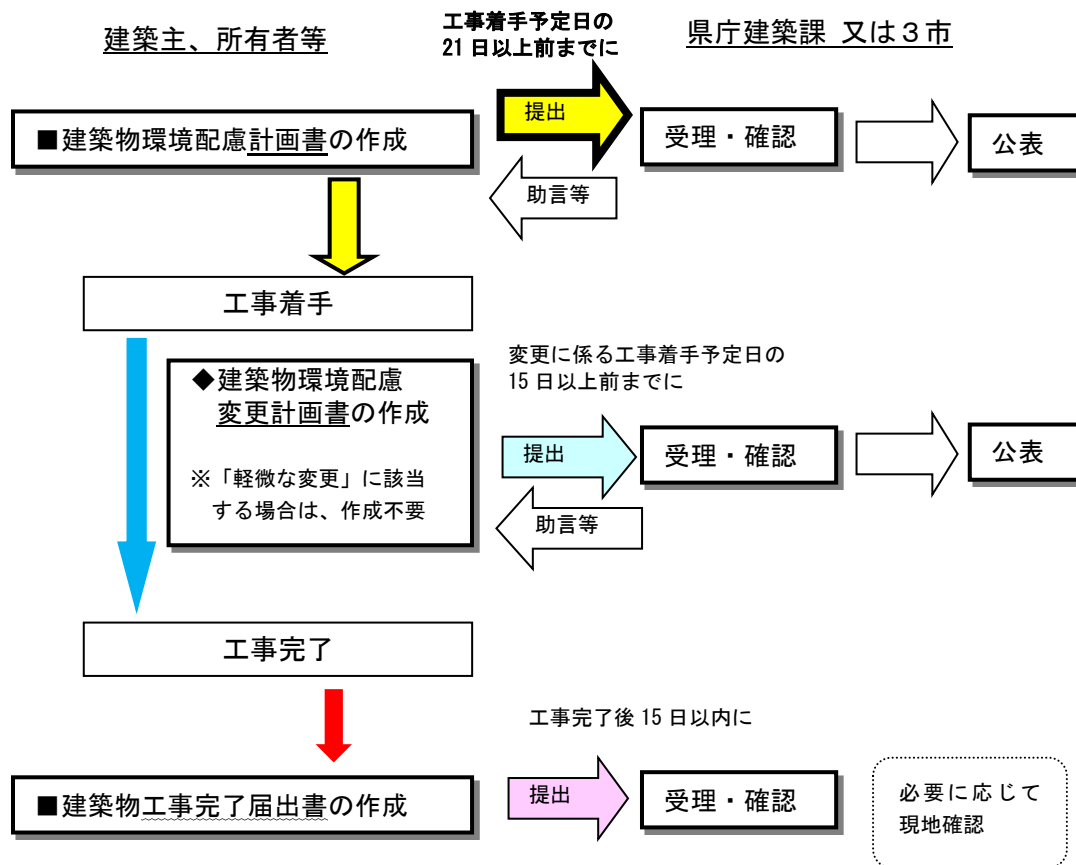 建築主、所有者等
工事着手予定日の
21日以上前までに
県庁建築課 又は３市
■建築物環境配慮計画書の作成
提出
受理・確認
公表
助言等
工事着手
◆建築物環境配慮
変更計画書の作成
※「軽微な変更」に該当
する場合は、作成不要
変更に係る工事着手予定日の
15日以上前までに
提出
受理・確認
公表
助言等
工事完了
工事完了後15日以内に
■建築物工事完了届出書の作成
提出
受理・確認
必要に応じて
現地確認